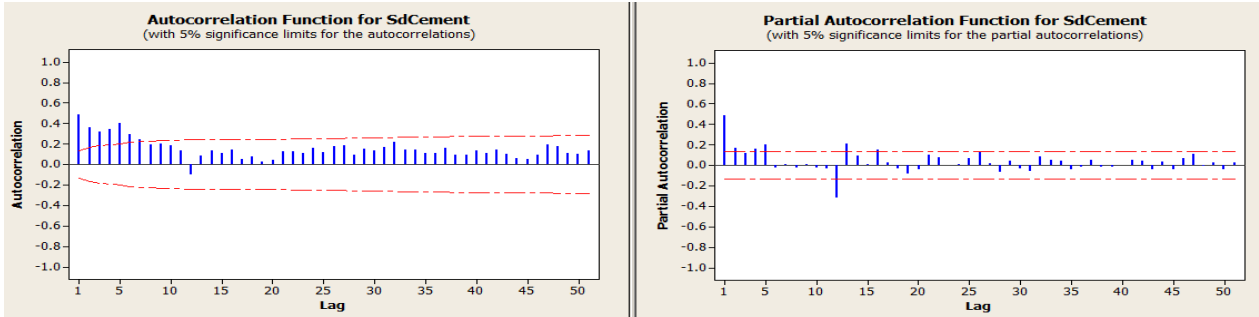 Autocorrelation Function for SdCement
(with 5% significance limits for the autocorrelations)
Autocorrelation
1.0
0.8
0.6
0.4
0.2
0.0
-0.2
-0.4
-0.6
-0.8
-1.0
1 5 10 15 20 25 30 35 40 45 50
Lag
Partial Autocorrelation Function for SdCement
(with 5% significance limits for the partial autocorrelations)
Partial Autocorrelation
1.0
0.8
0.6
0.4
0.2
0.0
-0.2
-0.4
-0.6
-0.8
-1.0
1 5 10 15 20 25 30 35 40 45 50
Lag